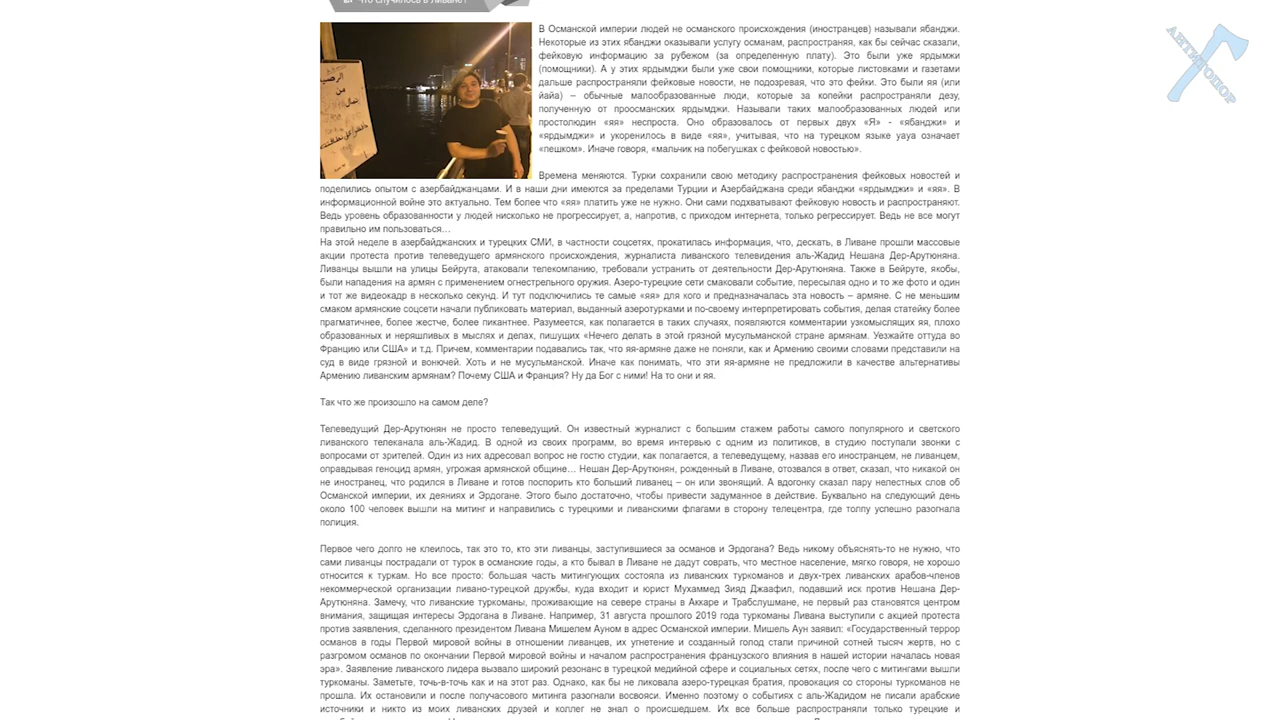 Что случилось в Ливане?
АНТИТОПОР
В Османской империи людей не османского происхождения (иностранцев) называли ябанджи.
Некоторые из этих ябанджи оказывали услугу османам, распространяя, как бы сейчас сказали,
фейковую информацию за рубежом (за определенную плату). Это были уже ярдымжи
(помощники). А у этих ярдымджи были уже свои помощники, которые листовками и газетами
дальше распространяли фейковые новости, не подозревая, что это фейки. Это были яя (или
йайа) – обычные малообразованные люди, которые за копейки распространяли дезу,
полученную от проосманских ярдымджи. Называли таких малообразованных людей или
простолюдин «яя» неспроста. Оно образовалось от первых двух «Я» - «ябанджи» и
«ярдымджи» и укоренилось в виде «яя», учитывая, что на турецком языке yaya означает
«пешком». Иначе говоря, «мальчик на побегушках с фейковой новостью».
Времена меняются. Турки сохранили свою методику распространения фейковых новостей и
поделились опытом с азербайджанцами. И в наши дни имеются за пределами Турции и Азербайджана среди ябанджи «ярдымджи» и «яя». В
информационной войне это актуально. Тем более что «яя» платить уже не нужно. Они сами подхватывают фейковую новость и распространяют.
Ведь уровень образованности у людей нисколько не прогрессирует, а, напротив, с приходом интернета, только регрессирует. Ведь не все могут
правильно им пользоваться…
На этой неделе в азербайджанских и турецких СМИ, в частности соцсетях, прокатилась информация, что, дескать, в Ливане прошли массовые
акции протеста против телеведущего армянского происхождения, журналиста ливанского телевидения аль-Жадид Нешана Дер-Арутюняна.
Ливанцы вышли на улицы Бейрута, атаковали телекомпанию, требовали устранить от деятельности Дер-Арутюняна. Также в Бейруте, якобы,
были нападения на армян с применением огнестрельного оружия. Азеро-турецкие сети смаковали событие, пересылая одно и то же фото и один
и тот же видеокадр в несколько секунд. И тут подключились те самые «яя» для кого и предназначалась эта новость – армяне. С не меньшим
смаком армянские соцсети начали публиковать материал, выданный азеротурками и по-своему интерпретировать события, делая статейку более
прагматичнее, более жестче, более пикантнее. Разумеется, как полагается в таких случаях, появляются комментарии узкомыслящих яя, плохо
образованных и неряшливых в мыслях и делах, пишущих «Нечего делать в этой грязной мусульманской стране армянам. Уезжайте оттуда во
Францию или США» и т.д. Причем, комментарии подавались так, что яя-армяне даже не поняли, как и Армению своими словами представили на
суд в виде грязной и вонючей. Хоть и не мусульманской. Иначе как понимать, что эти яя-армяне не предложили в качестве альтернативы
Армению ливанским армянам? Почему США и Франция? Ну да Бог с ними! На то они и яя.
Так что же произошло на самом деле?
Телеведущий Дер-Арутюнян не просто телеведущий. Он известный журналист с большим стажем работы самого популярного и светского
ливанского телеканала аль-Жадид. В одной из своих программ, во время интервью с одним из политиков, в студию поступали звонки с
вопросами от зрителей. Один из них адресовал вопрос не гостю студии, как полагается, а телеведущему, назвав его иностранцем, не ливанцем,
оправдывая геноцид армян, угрожая армянской общине… Нешан Дер-Арутюнян, рожденный в Ливане, отозвался в ответ, сказал, что никакой он
не иностранец, что родился в Ливане и готов поспорить кто больший ливанец – он или звонящий. А вдогонку сказал пару нелестных слов об
Османской империи, их деяниях и Эрдогане. Этого было достаточно, чтобы привести задуманное в действие. Буквально на следующий день
около 100 человек вышли на митинг и направились с турецкими и ливанскими флагами в сторону телецентра, где толпу успешно разогнала
полиция.
Первое чего долго не клеилось, так это то, кто эти ливанцы, заступившиеся за османов и Эрдогана? Ведь никому объяснять-то не нужно, что
сами ливанцы пострадали от турок в османские годы, а кто бывал в Ливане не дадут соврать, что местное население, мягко говоря, не хорошо
относится к туркам. Но все просто: большая часть митингующих состояла из ливанских туркоманов и двух-трех ливанских арабов-членов
некоммерческой организации ливано-турецкой дружбы, куда входит и юрист Мухаммед Зияд Джаафил, подавший иск против Нешана Дер-
Арутюняна. Замечу, что ливанские туркоманы, проживающие на севере страны в Аккаре и Трабслушмане, не первый раз становятся центром
внимания, защищая интересы Эрдогана в Ливане. Например, 31 августа прошлого 2019 года туркоманы Ливана выступили с акцией протеста
против заявления, сделанного президентом Ливана Мишелем Ауном в адрес Османской империи. Мишель Аун заявил: «Государственный террор
османов в годы Первой мировой войны в отношении ливанцев, их угнетение и созданный голод стали причиной сотней тысяч жертв, но с
разгромом османов по окончании Первой мировой войны и началом распространения французского влияния в нашей истории началась новая
эра». Заявление ливанского лидера вызвало широкий резонанс в турецкой медийной сфере и социальных сетях, после чего с митингами вышли
туркоманы. Заметьте, точь-в-точь как и на этот раз. Однако, как бы не ликовала азеро-турецкая братия, провокация со стороны туркоманов не
прошла. Их остановили и после получасового митинга разогнали восвояси. Именно поэтому о событиях с аль-Жадидом не писали арабские
источники и никто из моих ливанских друзей и коллег не знал о происшедшем. Их все больше распространяли только турецкие и